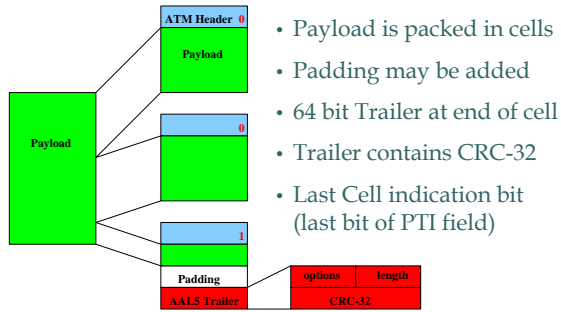 ATM Header 0
Payload
Payload
0
1
Padding
AAL5 Trailer
options length
CRC-32
• Payload is packed in cells
• Padding may be added
• 64 bit Trailer at end of cell
• Trailer contains CRC-32
• Last Cell indication bit
(last bit of PTI field)